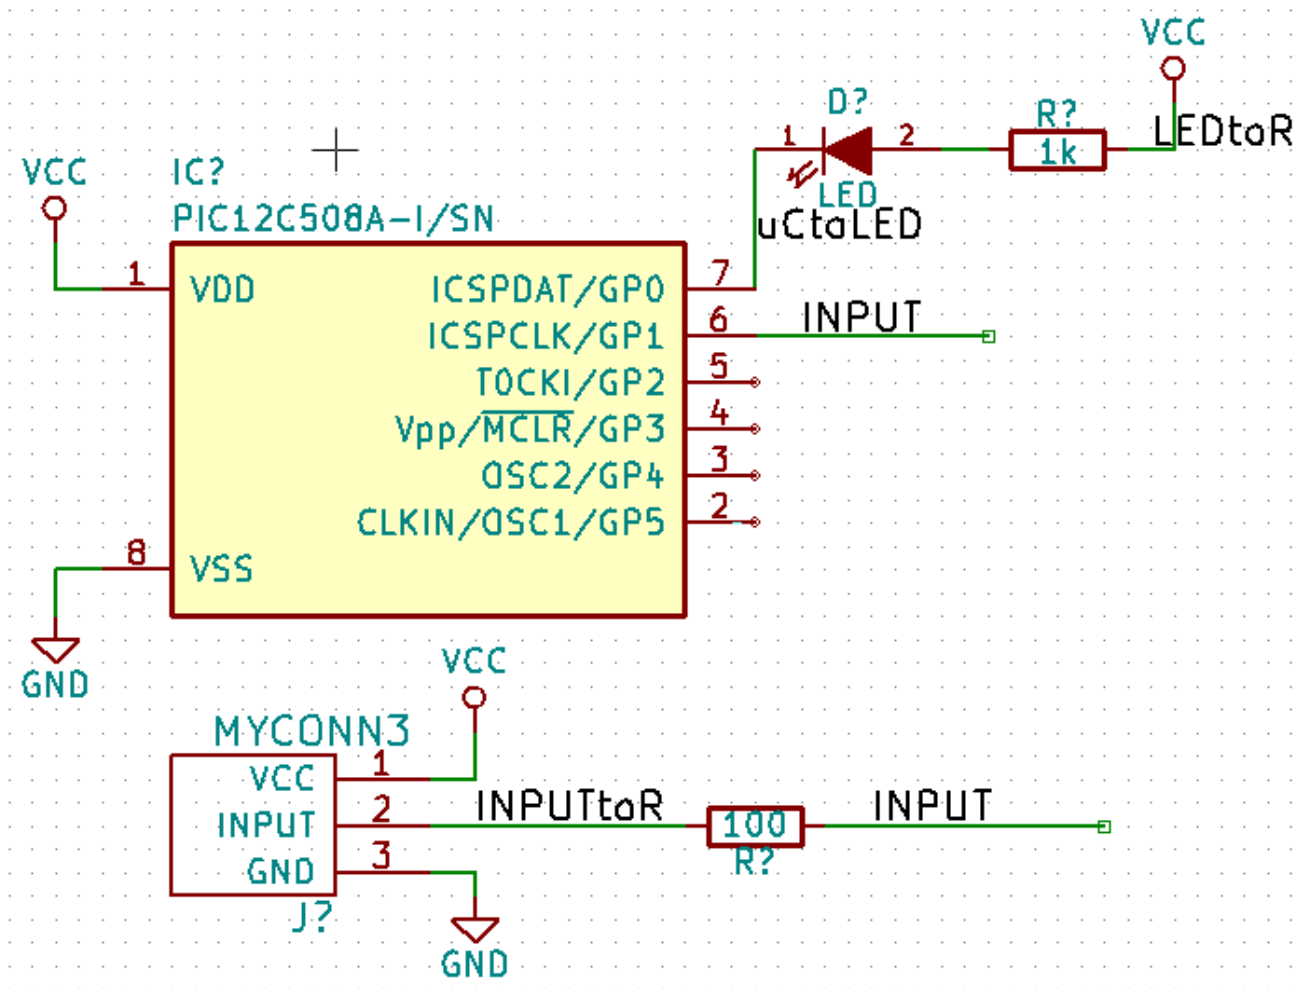 VCC
D?
R?
LEDtoR
1
2
1k
VCC
IC?
LED
PIC12C508A-I/SN
uCtoLED
1
VDD
ICSPDAT/GP0
7
ICSPCLK/GP1
6
INPUT
T0CKI/GP2
5
Vpp/MCLR/GP3
4
OSC2/GP4
3
CLKIN/OSC1/GP5
2
8
VSS
GND
VCC
MYCONN3
VCC
1
INPUT
2
INPUTtoR
100
INPUT
R?
GND
3
J?
GND